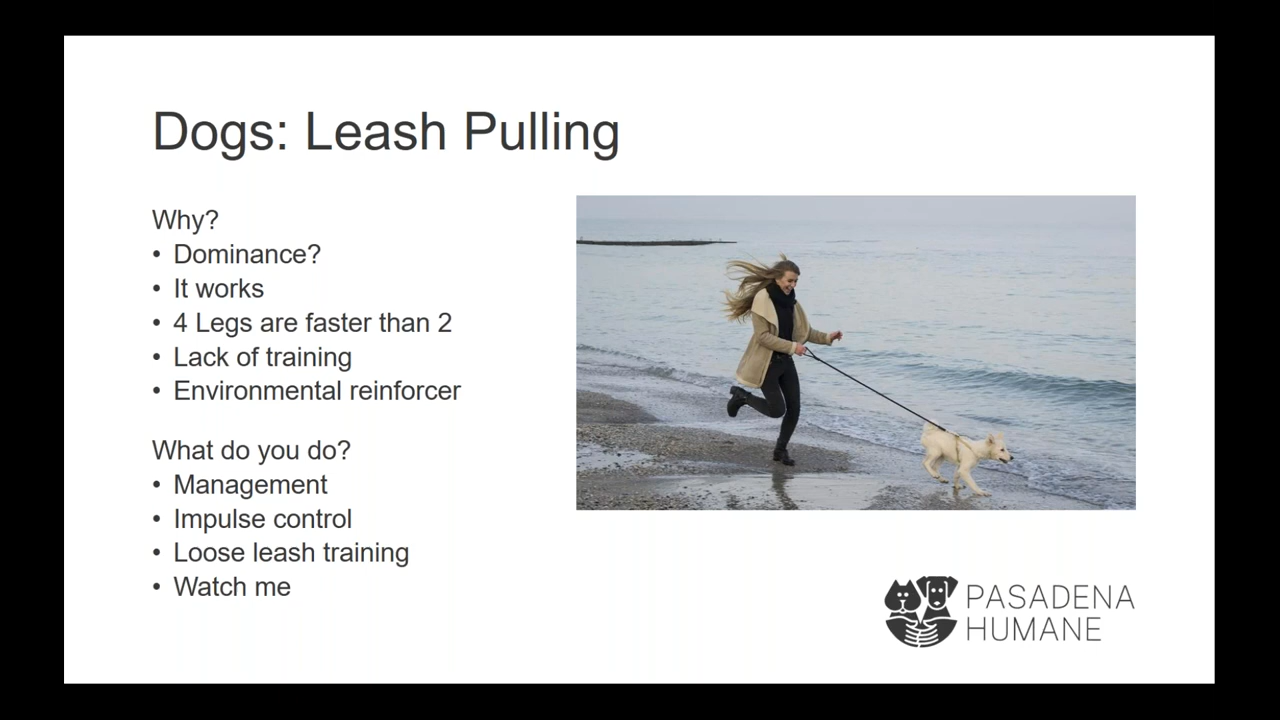 Dogs: Leash Pulling
Why?
• Dominance?
• It works
• 4 Legs are faster than 2
• Lack of training
• Environmental reinforcer
What do you do?
• Management
• Impulse control
• Loose leash training
• Watch me
PASADENA
HUMANE